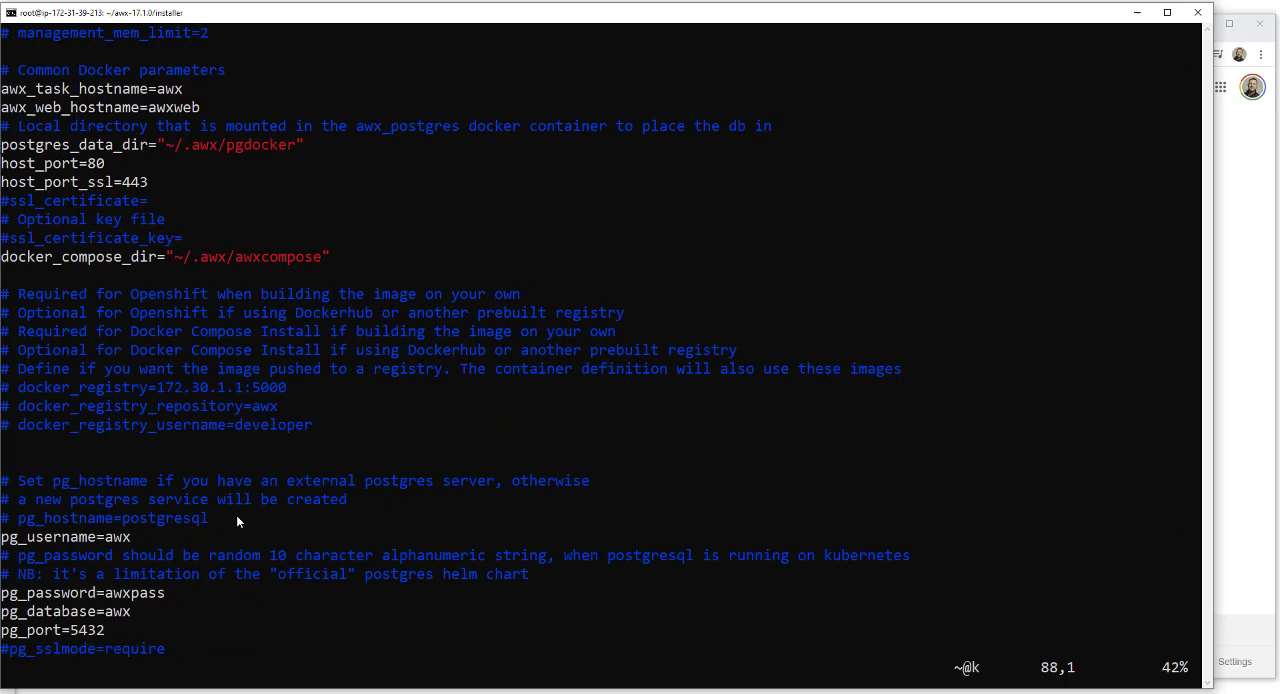 root@ip-172-31-39-213: ~/awx-17.1.0/installer
# management_mem_limit=2
# Common Docker parameters
awx_task_hostname=awx
awx_web_hostname=awxweb
# Local directory that is mounted in the awx_postgres docker container to place the db in
postgres_data_dir="~/.awx/pgdocker"
host_port=80
host_port_ssl=443
#ssl_certificate=
# Optional key file
#ssl_certificate_key=
docker_compose_dir="~/.awx/awxcompose"
# Required for Openshift when building the image on your own
# Optional for Openshift if using Dockerhub or another prebuilt registry
# Required for Docker Compose Install if building the image on your own
# Optional for Docker Compose Install if using Dockerhub or another prebuilt registry
# Define if you want the image pushed to a registry. The container definition will also use these images
# docker_registry=172.30.1.1:5000
# docker_registry_repository=awx
# docker_registry_username=developer
# Set pg_hostname if you have an external postgres server, otherwise
# a new postgres service will be created
# pg_hostname=postgresql
pg_username=awx
# pg_password should be random 10 character alphanumeric string, when postgresql is running on kubernetes
# NB: it's a limitation of the "official" postgres helm chart
pg_password=awxpass
pg_database=awx
pg_port=5432
#pg_sslmode=require
~@k 88,1 42%
Settings